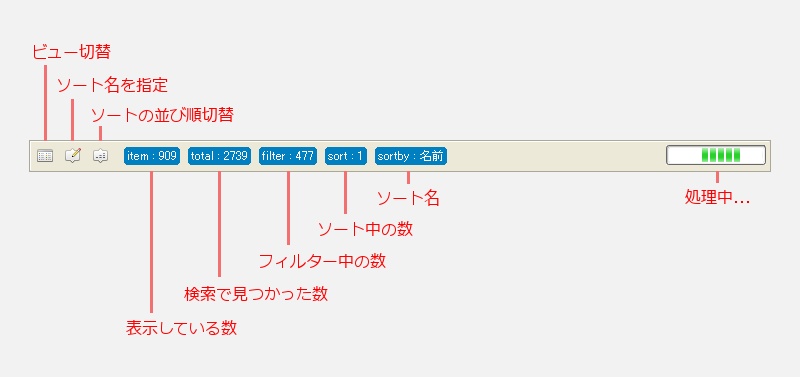 ビュー切替
ソート名を指定
ソートの並び順切替
item : 909 total : 2739 filter : 477 sort : 1 sortby : 名前
ソート名
処理中...
ソート中の数
フィルター中の数
検索で見つかった数
表示している数